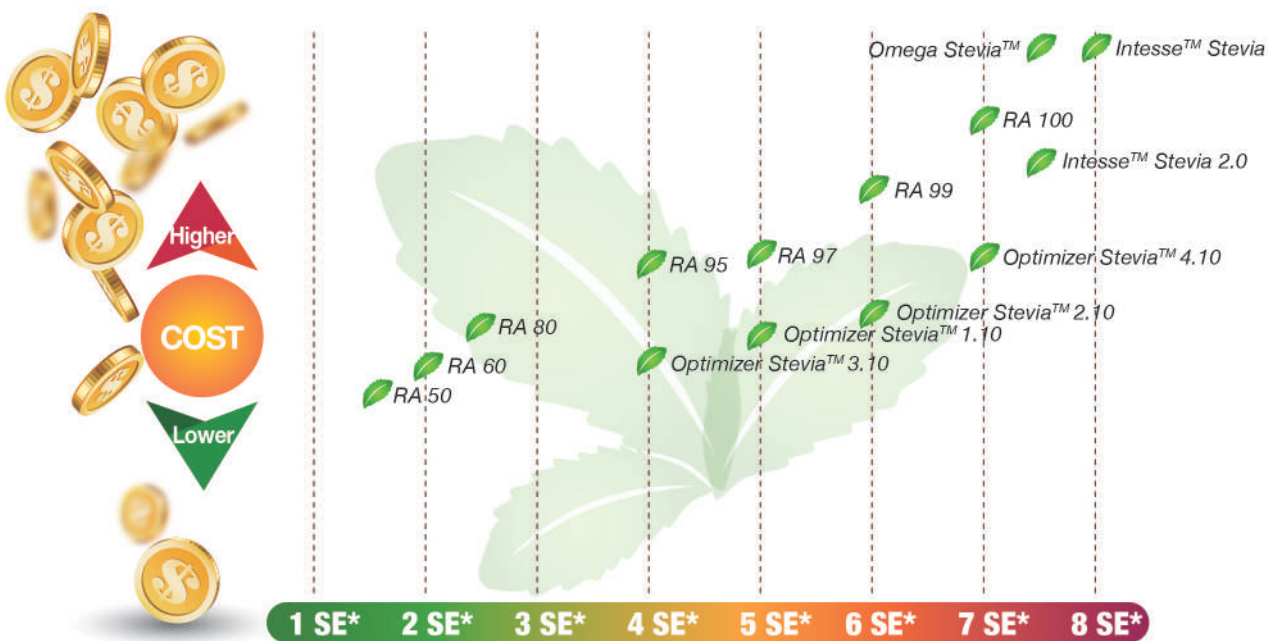 Omega Stevia™
Intesse™ Stevia
RA 100
Intesse™ Stevia 2.0
RA 99
Higher
RA 95
RA 97
Optimizer Stevia™ 4.10
COST
RA 80
Optimizer Stevia™ 2.10
Optimizer Stevia™ 1.10
RA 60
Optimizer Stevia™ 3.10
RA 50
Lower
1 SE* 2 SE* 3 SE* 4 SE* 5 SE* 6 SE* 7 SE* 8 SE*